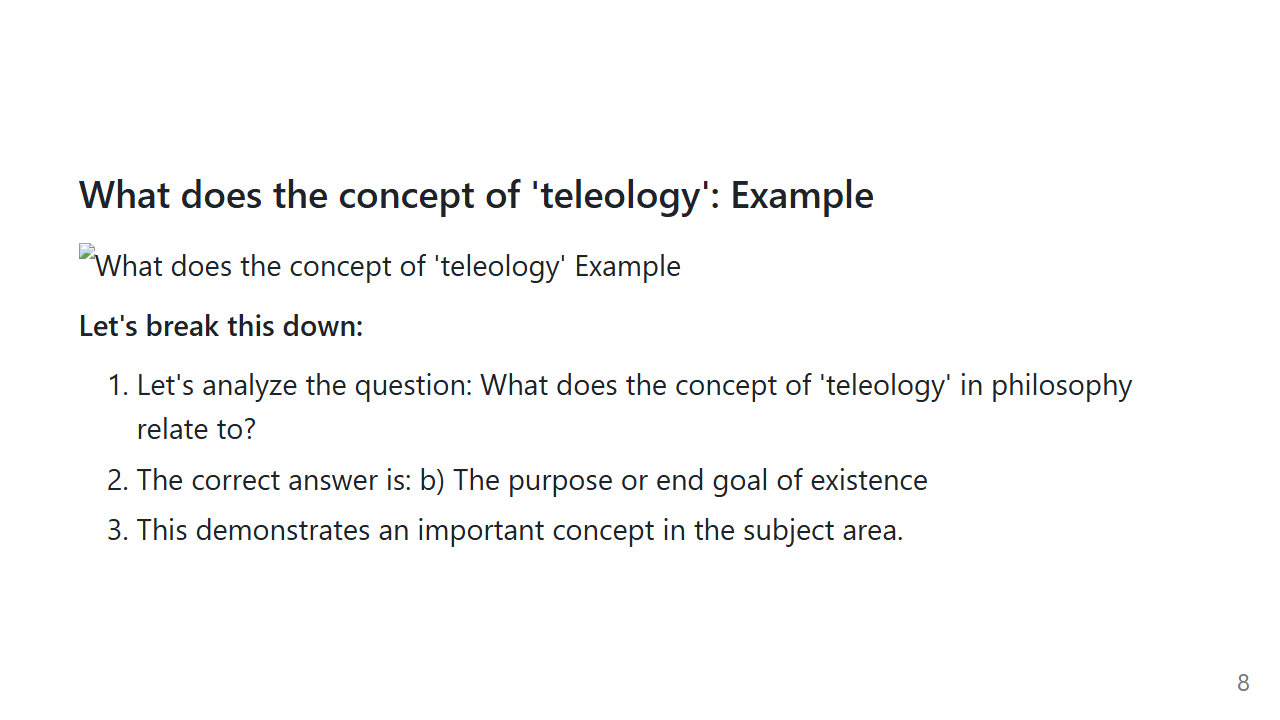 What does the concept of 'teleology': Example
What does the concept of 'teleology' Example
Let's break this down:
1. Let's analyze the question: What does the concept of 'teleology' in philosophy
relate to?
2. The correct answer is: b) The purpose or end goal of existence
3. This demonstrates an important concept in the subject area.
8